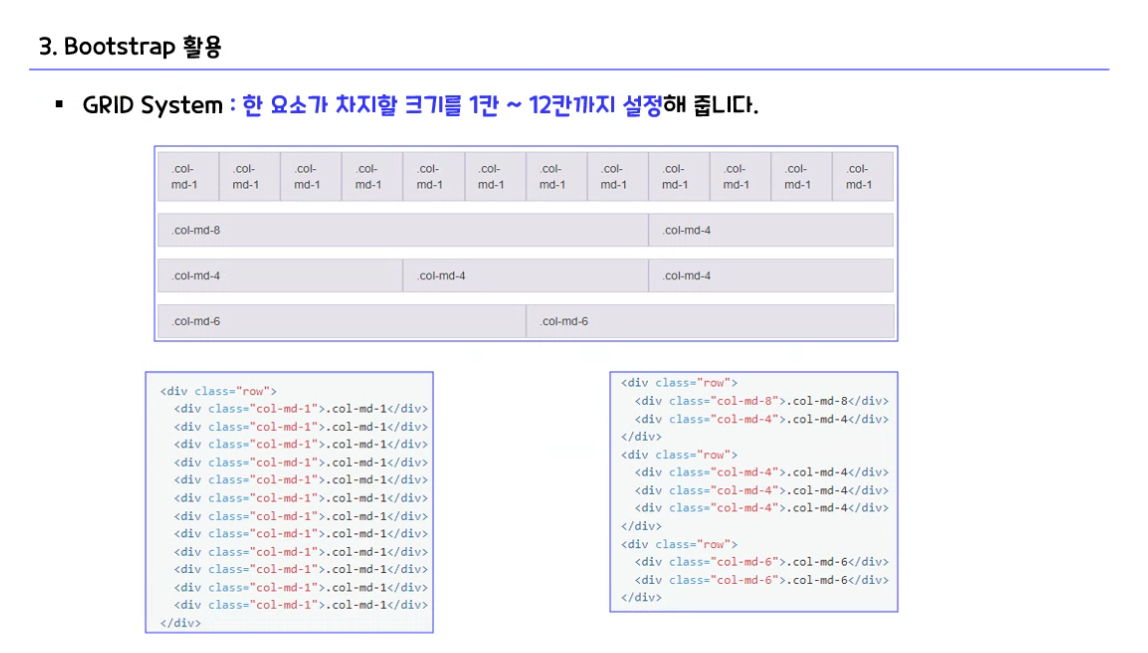 3. Bootstrap 활용
▪ GRID System : 한 요소가 차지할 크기를 1칸 ~ 12칸까지 설정해 줍니다.
.col-md-1 .col-md-1 .col-md-1 .col-md-1 .col-md-1 .col-md-1 .col-md-1 .col-md-1 .col-md-1 .col-md-1 .col-md-1 .col-md-1
.col-md-8 .col-md-4
.col-md-4 .col-md-4 .col-md-4
.col-md-6 .col-md-6
<div class="row">
<div class="col-md-1">.col-md-1</div>
<div class="col-md-1">.col-md-1</div>
<div class="col-md-1">.col-md-1</div>
<div class="col-md-1">.col-md-1</div>
<div class="col-md-1">.col-md-1</div>
<div class="col-md-1">.col-md-1</div>
<div class="col-md-1">.col-md-1</div>
<div class="col-md-1">.col-md-1</div>
<div class="col-md-1">.col-md-1</div>
<div class="col-md-1">.col-md-1</div>
<div class="col-md-1">.col-md-1</div>
<div class="col-md-1">.col-md-1</div>
</div>
<div class="row">
<div class="col-md-8">.col-md-8</div>
<div class="col-md-4">.col-md-4</div>
</div>
<div class="row">
<div class="col-md-4">.col-md-4</div>
<div class="col-md-4">.col-md-4</div>
<div class="col-md-4">.col-md-4</div>
</div>
<div class="row">
<div class="col-md-6">.col-md-6</div>
<div class="col-md-6">.col-md-6</div>
</div>